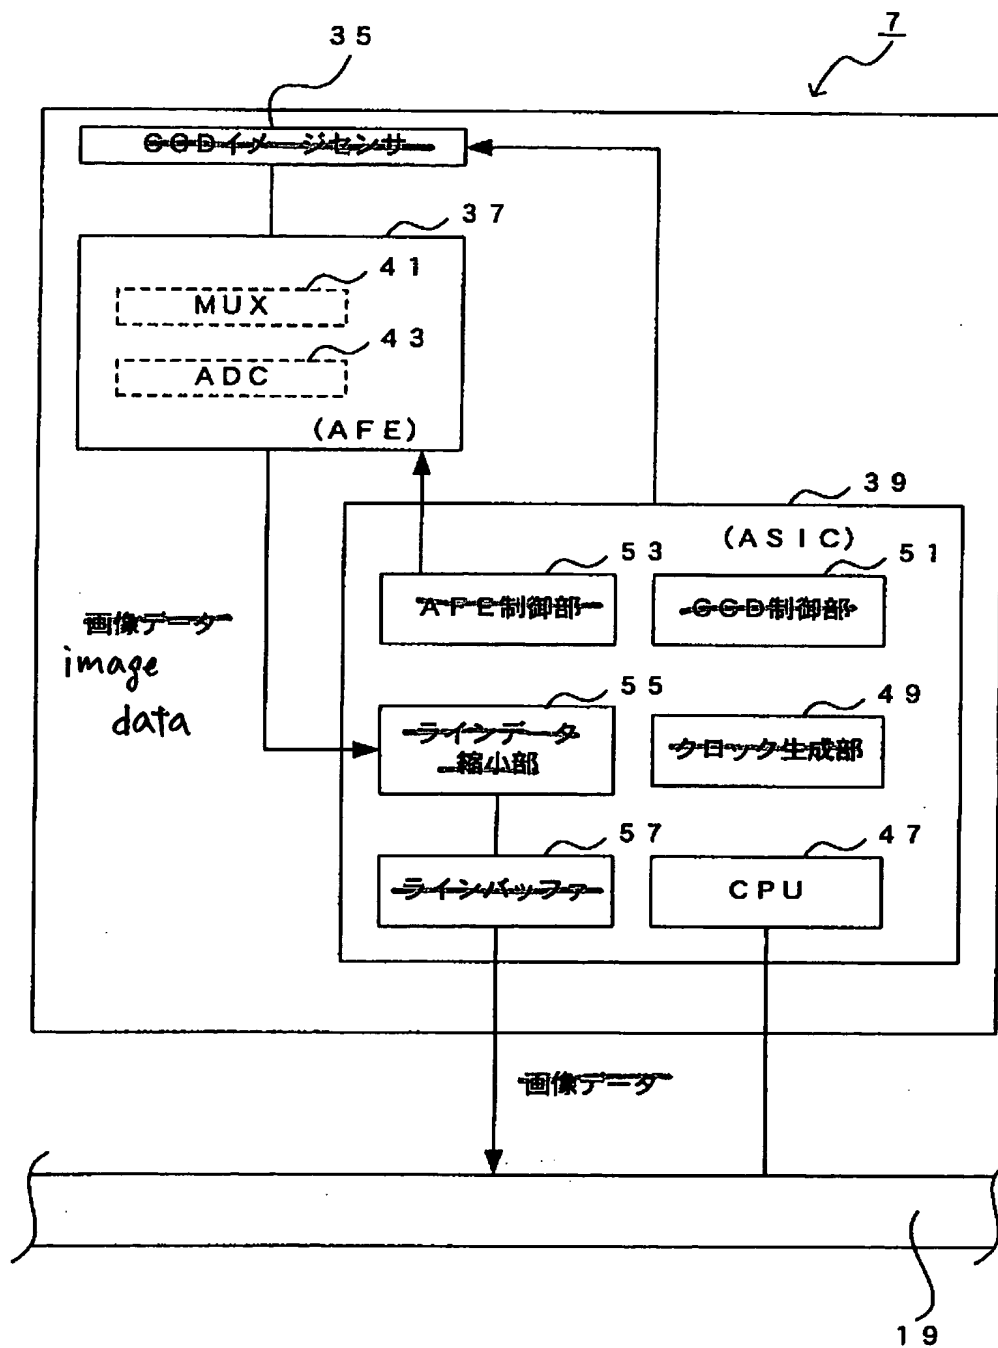 35
7
CCDイメージセンサ
37
41
MUX
43
ADC
(AFE)
39
(ASIC)
53
51
AFE制御部
CCD制御部
画像データ
image
data
55
49
ラインデータ
縮小部
クロック生成部
57
47
ラインバッファ
CPU
画像データ
19